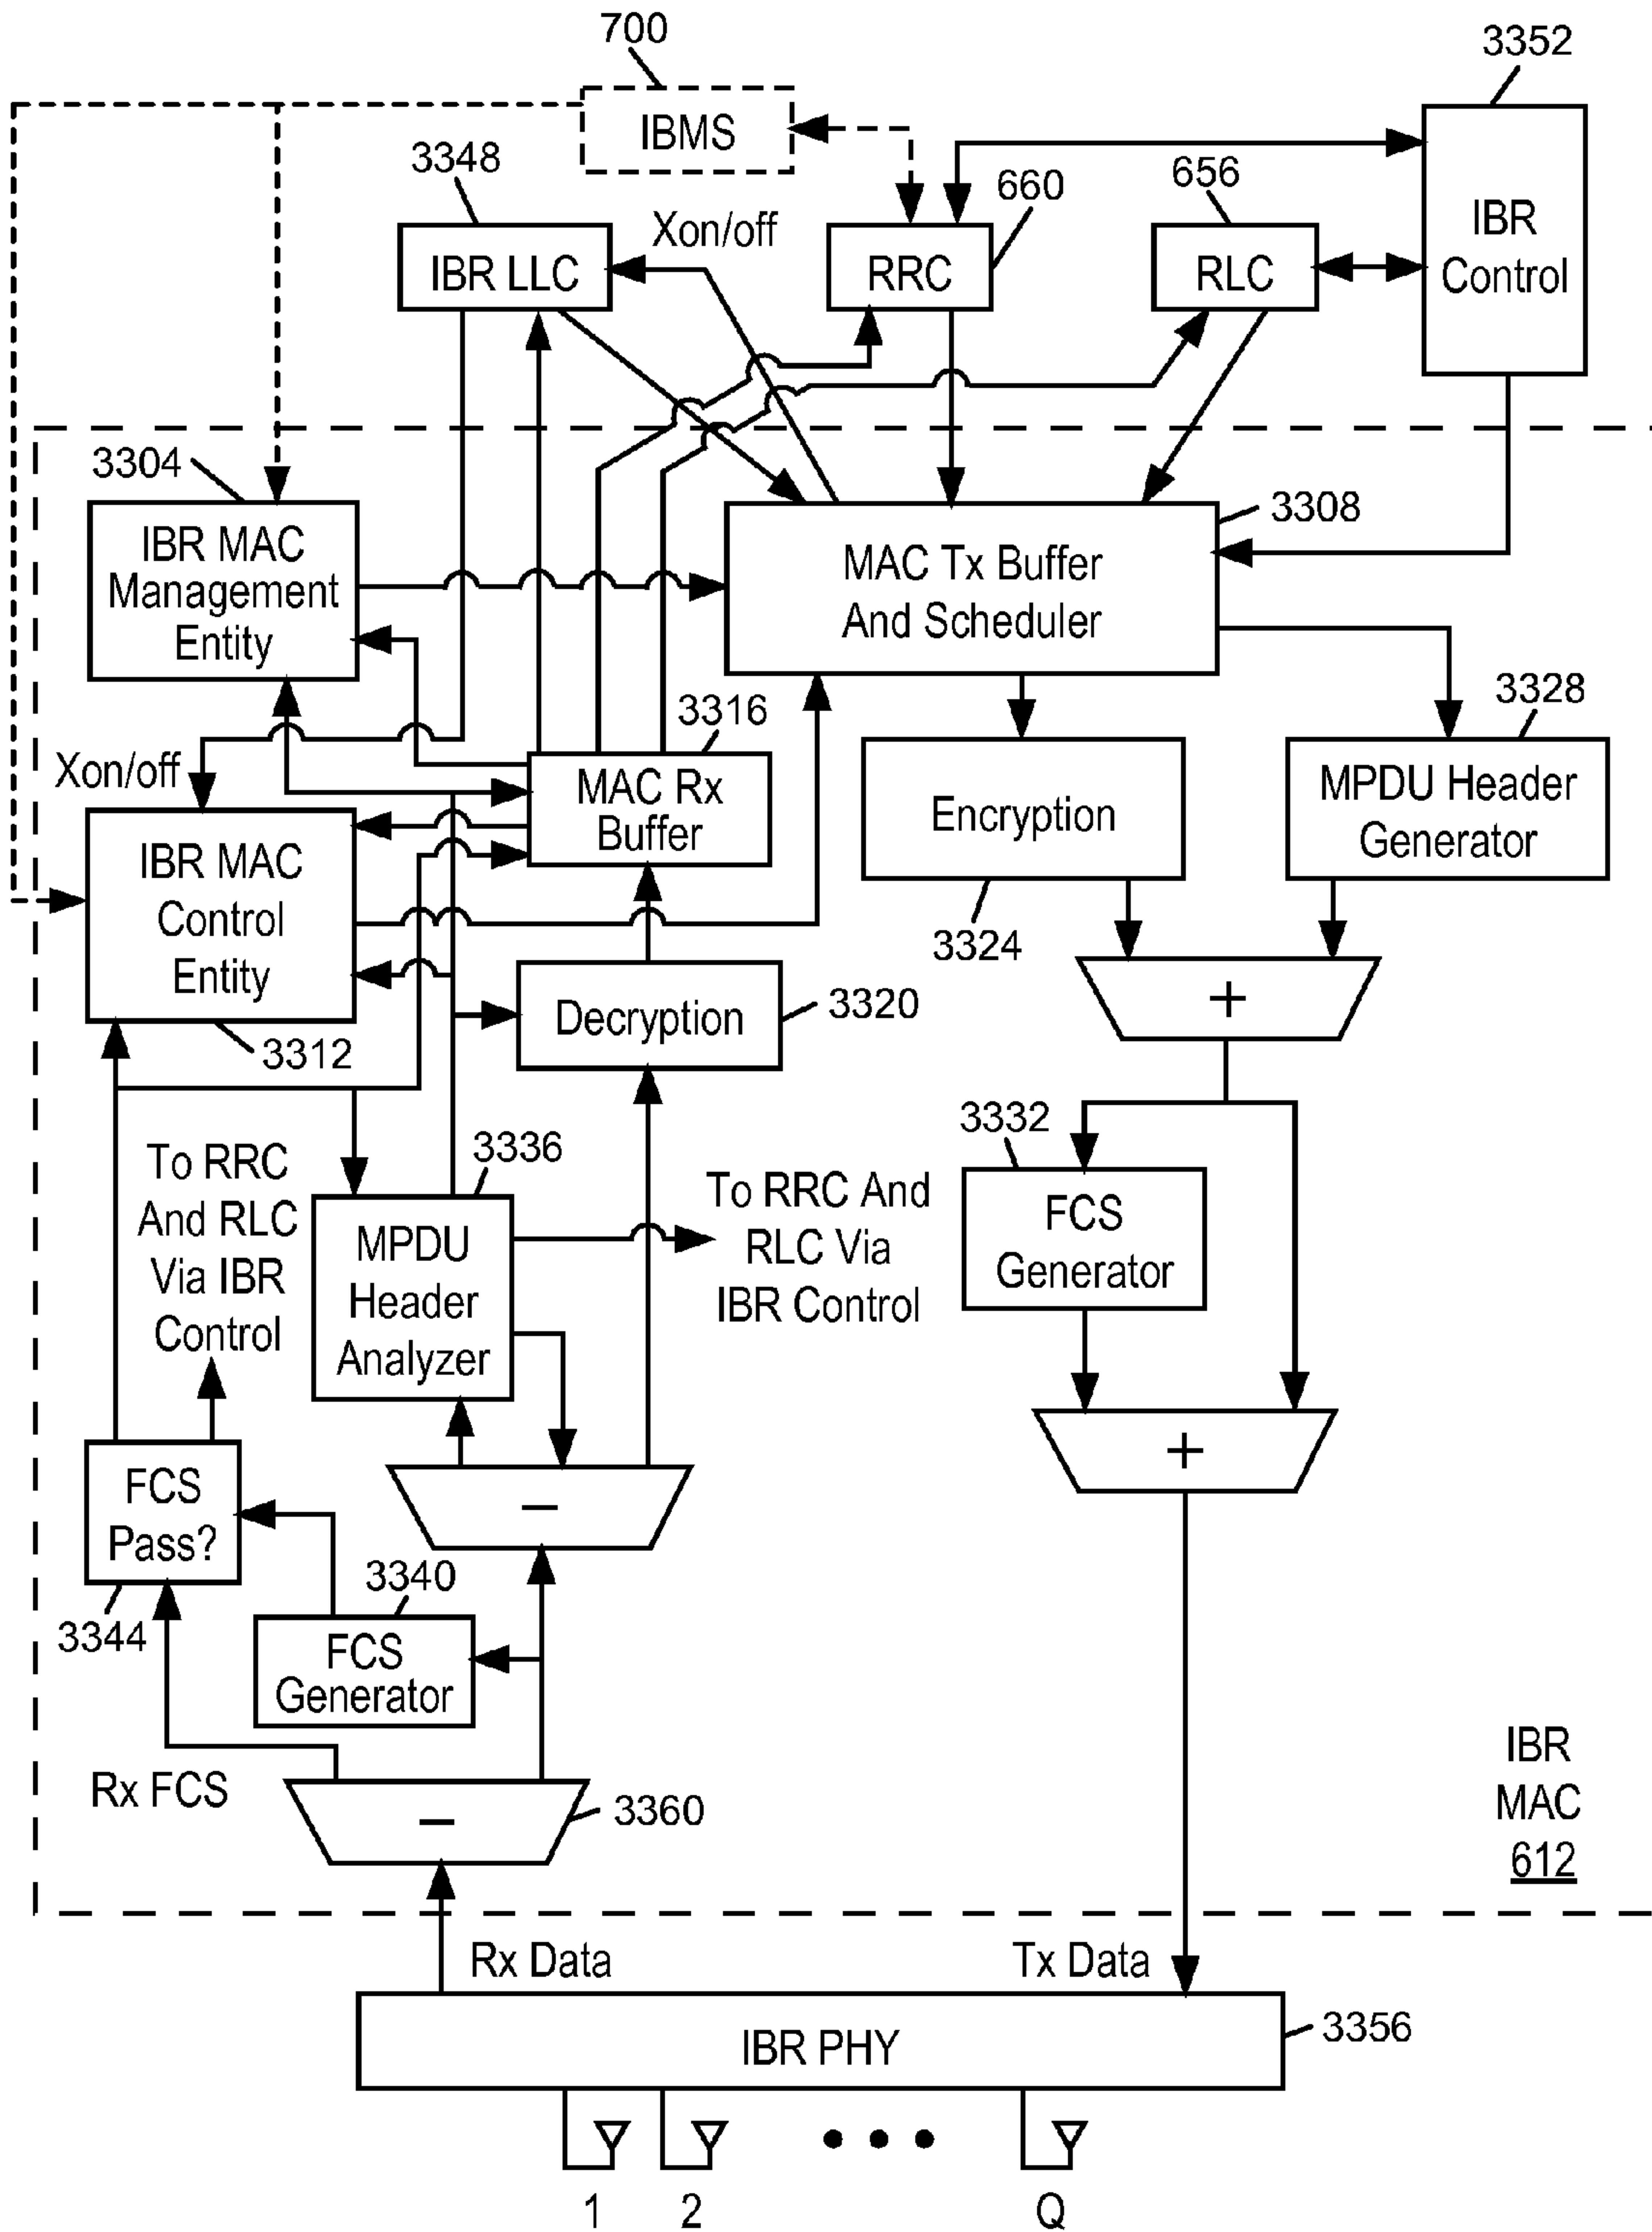 700
3352
IBMS
3348
660
656
Xon/off
IBR
Control
IBR LLC
RRC
RLC
3304
3308
IBR MAC
Management
Entity
MAC Tx Buffer
And Scheduler
3316
3328
Xon/off
MAC Rx
Buffer
Encryption
MPDU Header
Generator
IBR MAC
Control
Entity
3324
+
Decryption
3320
3312
3332
3336
To RRC
And RLC
Via IBR
Control
To RRC And
RLC Via
IBR Control
FCS
Generator
MPDU
Header
Analyzer
+
FCS
Pass?
–
3340
3344
FCS
Generator
Rx FCS
–
3360
IBR
MAC
612
Rx Data
Tx Data
IBR PHY
3356
1
2
Q